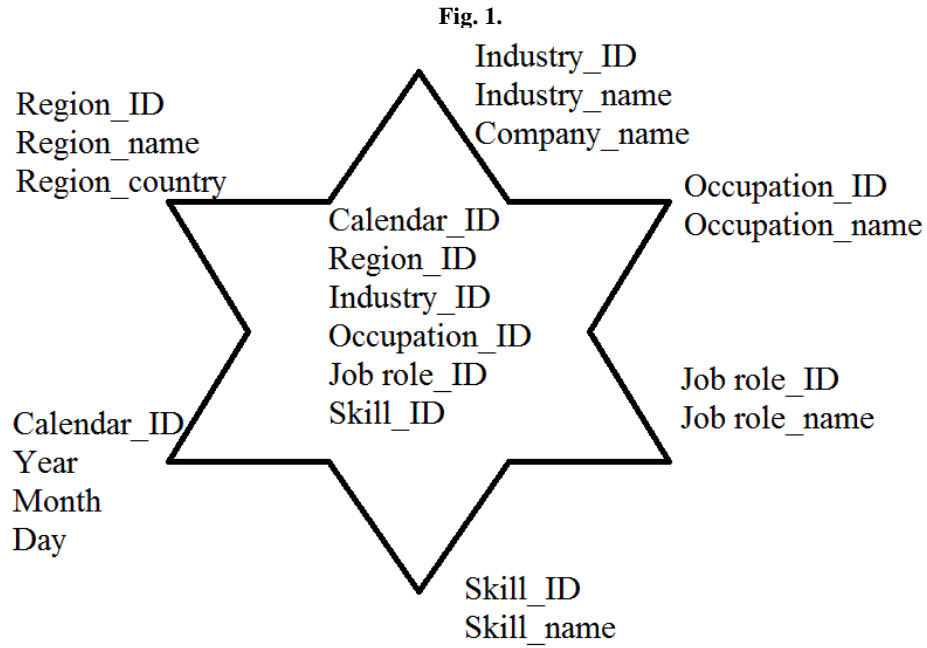 Fig. 1.
Industry_ID
Industry_name
Company_name
Region_ID
Region_name
Region_country
Occupation_ID
Occupation_name
Calendar_ID
Region_ID
Industry_ID
Occupation_ID
Job role_ID
Skill_ID
Job role_ID
Job role_name
Calendar_ID
Year
Month
Day
Skill_ID
Skill_name